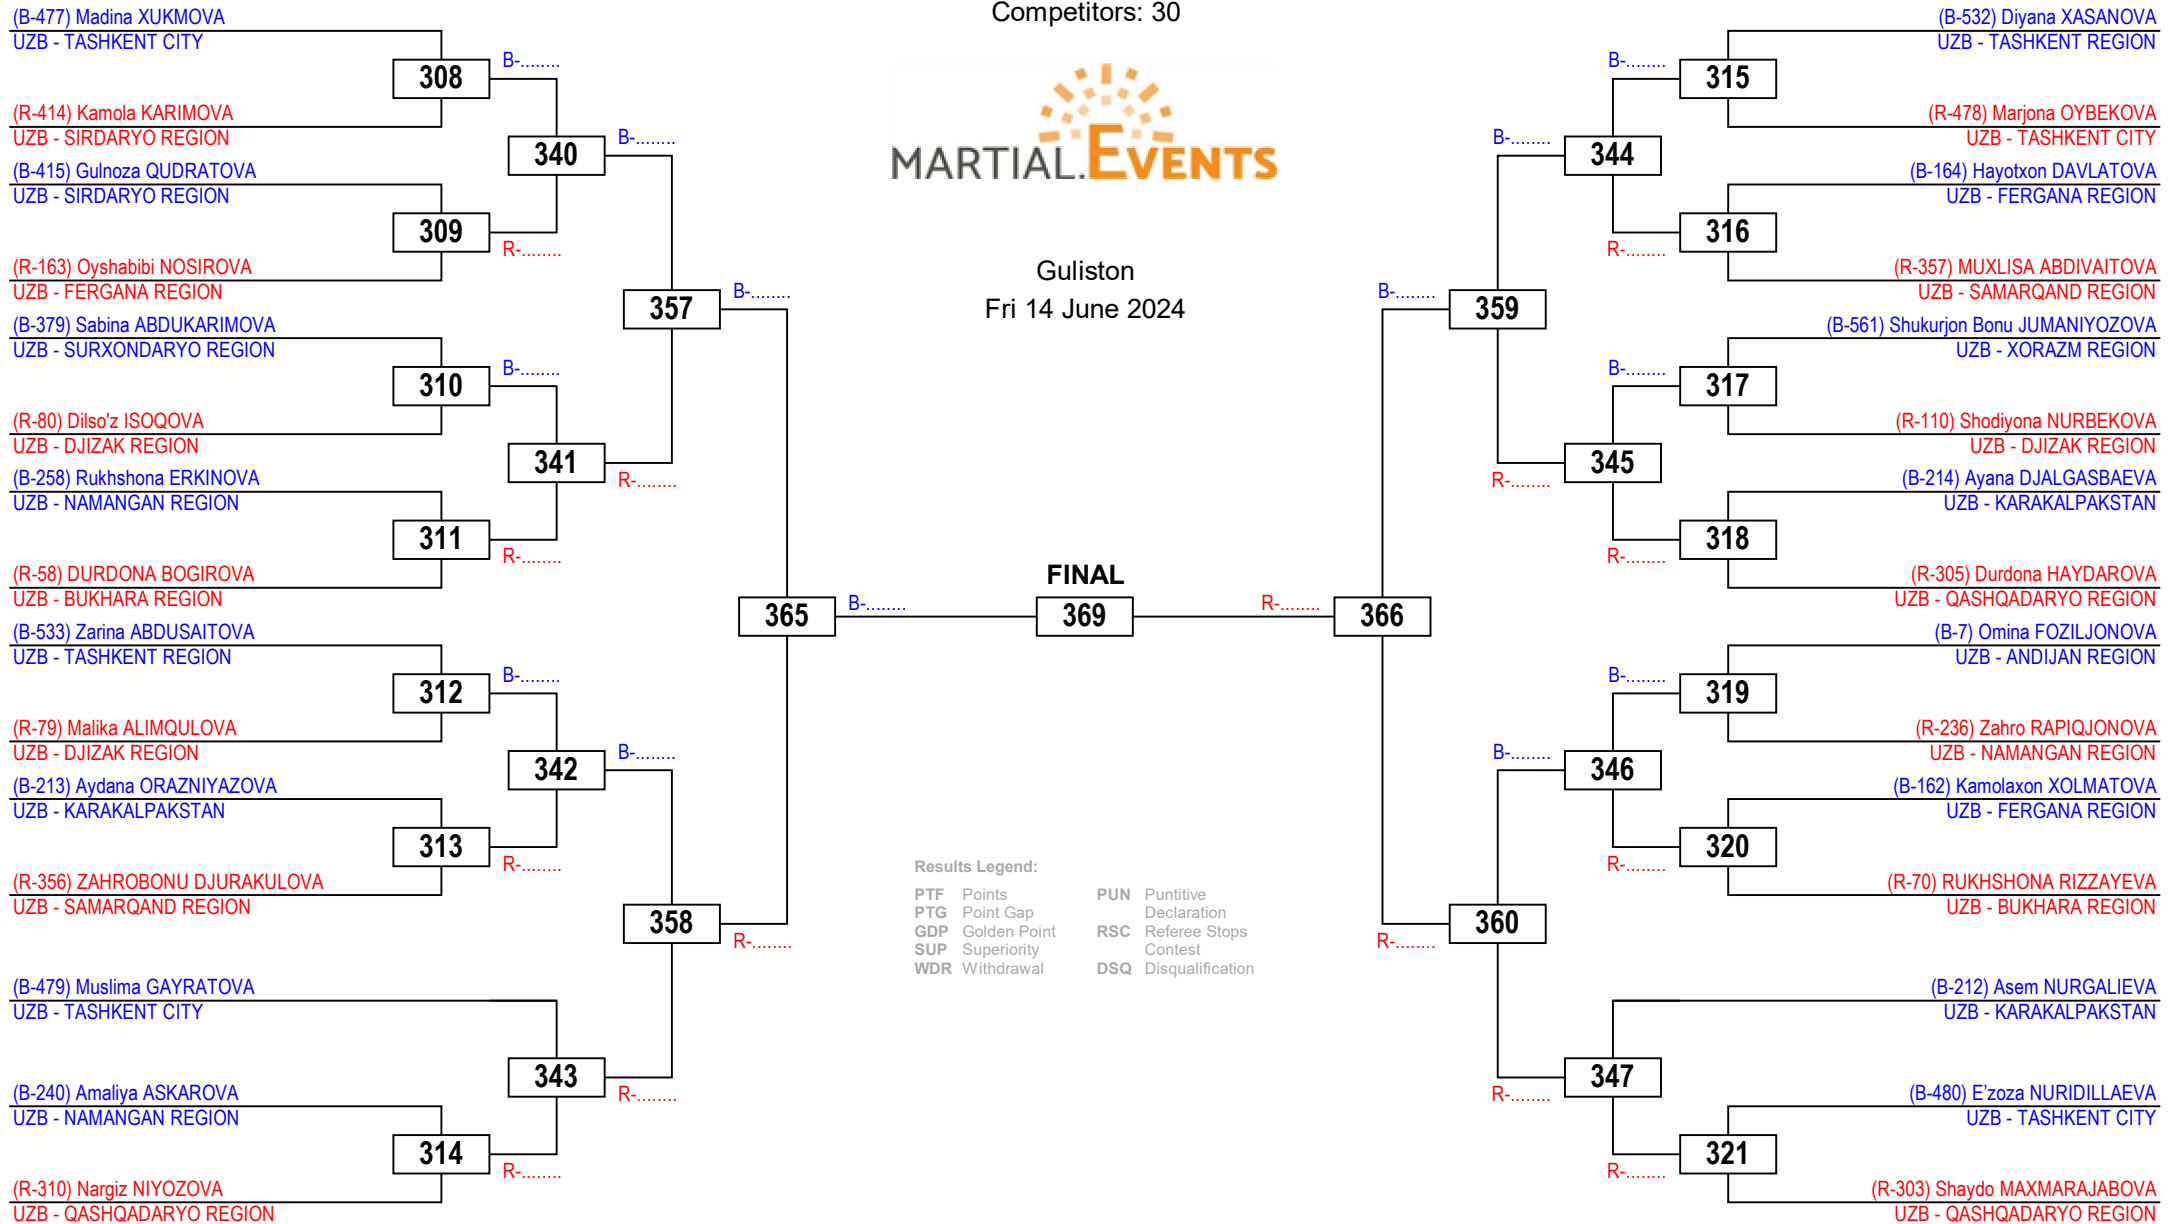 Competitors: 30
MARTIAL.EVENTS
Guliston
Fri 14 June 2024
(B-477) Madina XUKMOVA
UZB - TASHKENT CITY
308
(R-414) Kamola KARIMOVA
UZB - SIRDARYO REGION
(B-415) Gulnoza QUDRATOVA
UZB - SIRDARYO REGION
309
(R-163) Oyshabibi NOSIROVA
UZB - FERGANA REGION
(B-379) Sabina ABDUKARIMOVA
UZB - SURXONDARYO REGION
310
(R-80) Dilso'z ISOQOVA
UZB - DJIZAK REGION
(B-258) Rukhshona ERKINOVA
UZB - NAMANGAN REGION
311
(R-58) DURDONA BOGIROVA
UZB - BUKHARA REGION
(B-533) Zarina ABDUSAITOVA
UZB - TASHKENT REGION
312
(R-79) Malika ALIMQULOVA
UZB - DJIZAK REGION
(B-213) Aydana ORAZNIYAZOVA
UZB - KARAKALPAKSTAN
313
(R-356) ZAHROBONU DJURAKULOVA
UZB - SAMARQAND REGION
(B-479) Muslima GAYRATOVA
UZB - TASHKENT CITY
(B-240) Amaliya ASKAROVA
UZB - NAMANGAN REGION
314
(R-310) Nargiz NIYOZOVA
UZB - QASHQADARYO REGION
B-........
340
R-........
B-........
341
R-........
B-........
342
R-........
343
R-........
B-........
357
R-........
B-........
358
R-........
B-........
365
R-........
B-........
FINAL
369
R-........
366
B-........
R-........
B-........
359
R-........
B-........
360
R-........
B-........
344
R-........
B-........
345
R-........
B-........
346
R-........
347
R-........
(B-532) Diyana XASANOVA
UZB - TASHKENT REGION
315
(R-478) Marjona OYBEKOVA
UZB - TASHKENT CITY
(B-164) Hayotxon DAVLATOVA
UZB - FERGANA REGION
316
(R-357) MUXLISA ABDIVAITOVA
UZB - SAMARQAND REGION
(B-561) Shukurjon Bonu JUMANIYOZOVA
UZB - XORAZM REGION
317
(R-110) Shodiyona NURBEKOVA
UZB - DJIZAK REGION
(B-214) Ayana DJALGASBAEVA
UZB - KARAKALPAKSTAN
318
(R-305) Durdona HAYDAROVA
UZB - QASHQADARYO REGION
(B-7) Omina FOZILJONOVA
UZB - ANDIJAN REGION
319
(R-236) Zahro RAPIQJONOVA
UZB - NAMANGAN REGION
(B-162) Kamolaxon XOLMATOVA
UZB - FERGANA REGION
320
(R-70) RUKHSHONA RIZZAYEVA
UZB - BUKHARA REGION
(B-212) Asem NURGALIEVA
UZB - KARAKALPAKSTAN
(B-480) E'zoza NURIDILLAEVA
UZB - TASHKENT CITY
321
(R-303) Shaydo MAXMARAJABOVA
UZB - QASHQADARYO REGION
Results Legend:
PTF Points
PTG Point Gap
GDP Golden Point
SUP Superiority
WDR Withdrawal
PUN Puntitive
Declaration
RSC Referee Stops
Contest
DSQ Disqualification